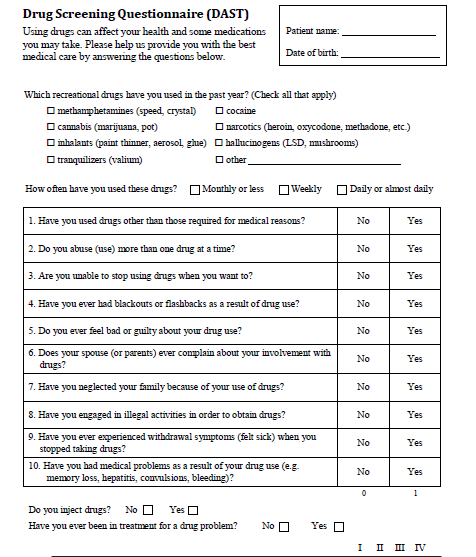 Drug Screening Questionnaire (DAST)
Using drugs can affect your health and some medications
you may take. Please help us provide you with the best
medical care by answering the questions below.
Patient name:
Date of birth:
Which recreational drugs have you used in the past year? (Check all that apply)
methamphetamines (speed, crystal) cocaine
cannabis (marijuana, pot) narcotics (heroin, oxycodone, methadone, etc.)
inhalants (paint thinner, aerosol, glue) hallucinogens (LSD, mushrooms)
tranquilizers (valium) other
How often have you used these drugs? Monthly or less Weekly Daily or almost daily
1. Have you used drugs other than those required for medical reasons? No Yes
2. Do you abuse (use) more than one drug at a time? No Yes
3. Are you unable to stop using drugs when you want to? No Yes
4. Have you ever had blackouts or flashbacks as a result of drug use? No Yes
5. Do you ever feel bad or guilty about your drug use? No Yes
6. Does your spouse (or parents) ever complain about your involvement with
drugs? No Yes
7. Have you neglected your family because of your use of drugs? No Yes
8. Have you engaged in illegal activities in order to obtain drugs? No Yes
9. Have you ever experienced withdrawal symptoms (felt sick) when you
stopped taking drugs? No Yes
10. Have you had medical problems as a result of your drug use (e.g.
memory loss, hepatitis, convulsions, bleeding)? No Yes
0 1
Do you inject drugs? No Yes
Have you ever been in treatment for a drug problem? No Yes
I II III IV